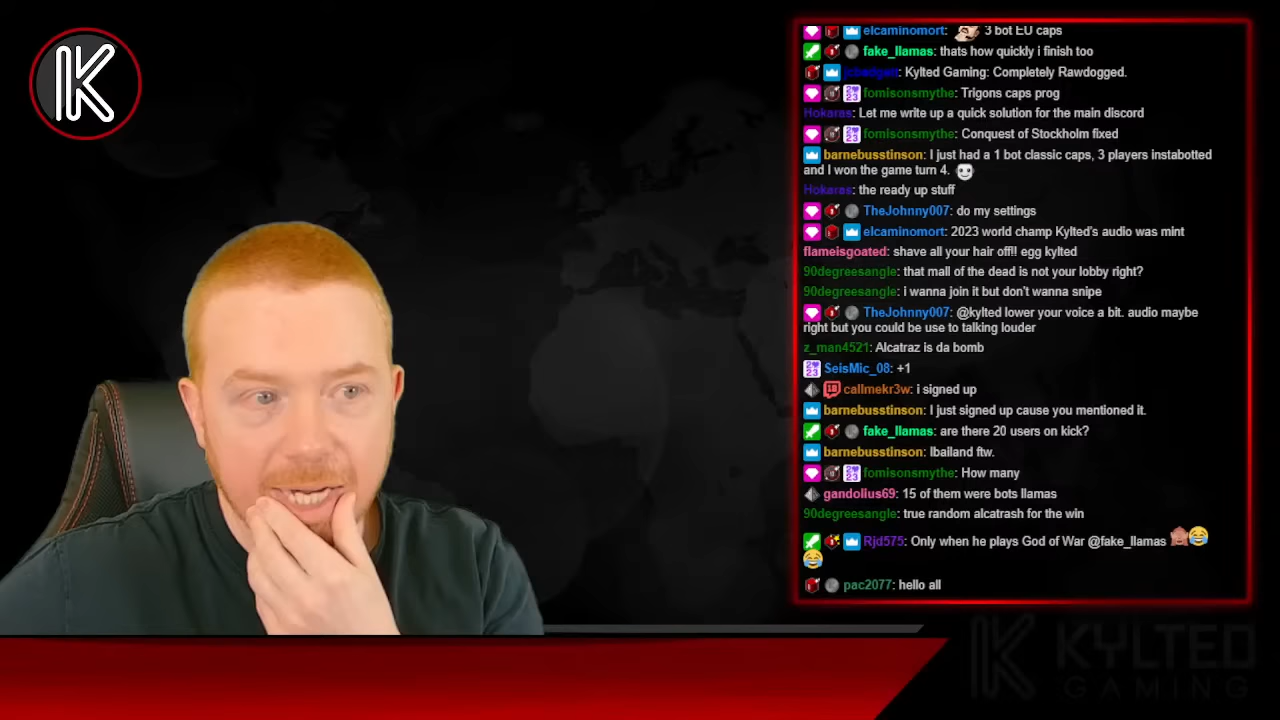 K
elcaminomort: 3 bot EU caps
fake_llamas: thats how quickly i finish too
Kylted Gaming: Completely Rawdogged.
fomisonsmythe: Trigons caps prog
Hokaras: Let me write up a quick solution for the main discord
fomisonsmythe: Conquest of Stockholm fixed
barnebusstinson: I just had a 1 bot classic caps, 3 players instabotted
and I won the game turn 4.
Hokaras: the ready up stuff
TheJohnny007: do my settings
elcaminomort: 2023 world champ Kylted's audio was mint
flameisgoated: shave all your hair off!! egg kylted
90degreesangle: that mall of the dead is not your lobby right?
90degreesangle: i wanna join it but don't wanna snipe
TheJohnny007: @kylted lower your voice a bit. audio maybe
right but you could be use to talking louder
z_man4521: Alcatraz is da bomb
SeisMic_08: +1
callmekr3w: i signed up
barnebusstinson: I just signed up cause you mentioned it.
fake_llamas: are there 20 users on kick?
barnebusstinson: lballand ftw.
fomisonsmythe: How many
gandollus69: 15 of them were bots llamas
90degreesangle: true random alcatrash for the win
Rjd575: Only when he plays God of War @fake_llamas
pac2077: hello all
KYLTED
GAMING